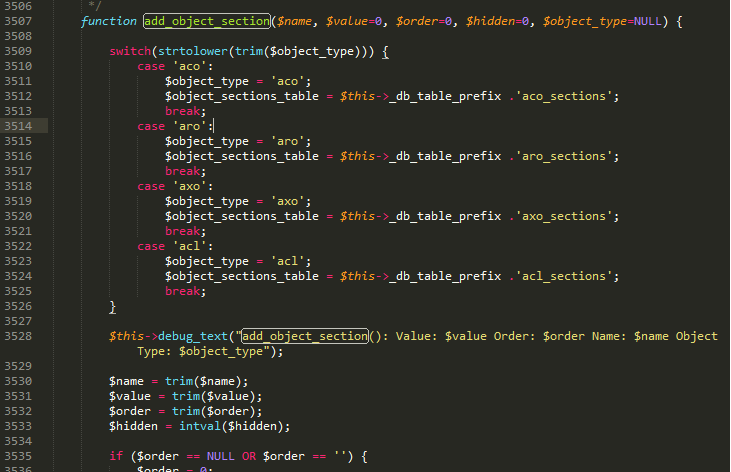 3506 */
3507 function add_object_section($name, $value=0, $order=0, $hidden=0, $object_type=NULL) {
3508
3509 switch(strtolower(trim($object_type))) {
3510 case 'aco':
3511 $object_type = 'aco';
3512 $object_sections_table = $this->_db_table_prefix .'aco_sections';
3513 break;
3514 case 'aro':
3515 $object_type = 'aro';
3516 $object_sections_table = $this->_db_table_prefix .'aro_sections';
3517 break;
3518 case 'axo':
3519 $object_type = 'axo';
3520 $object_sections_table = $this->_db_table_prefix .'axo_sections';
3521 break;
3522 case 'acl':
3523 $object_type = 'acl';
3524 $object_sections_table = $this->_db_table_prefix .'acl_sections';
3525 break;
3526 }
3527
3528 $this->debug_text("add_object_section(): Value: $value Order: $order Name: $name Object
Type: $object_type");
3529
3530 $name = trim($name);
3531 $value = trim($value);
3532 $order = trim($order);
3533 $hidden = intval($hidden);
3534
3535 if ($order == NULL OR $order == '') {
3536 $order = 0;